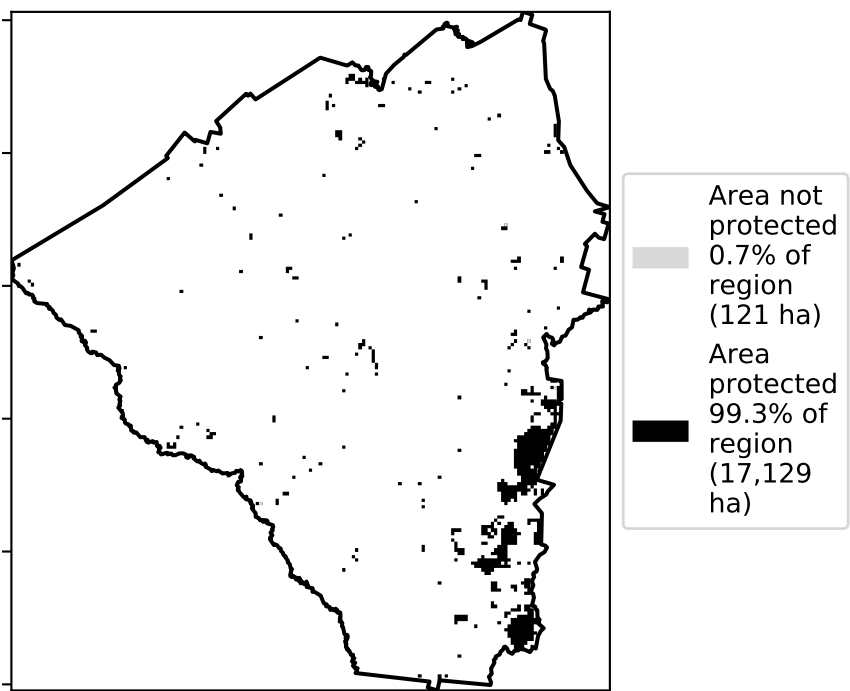 Area not
protected
0.7% of
region
(121 ha)
Area
protected
99.3% of
region
(17,129
ha)